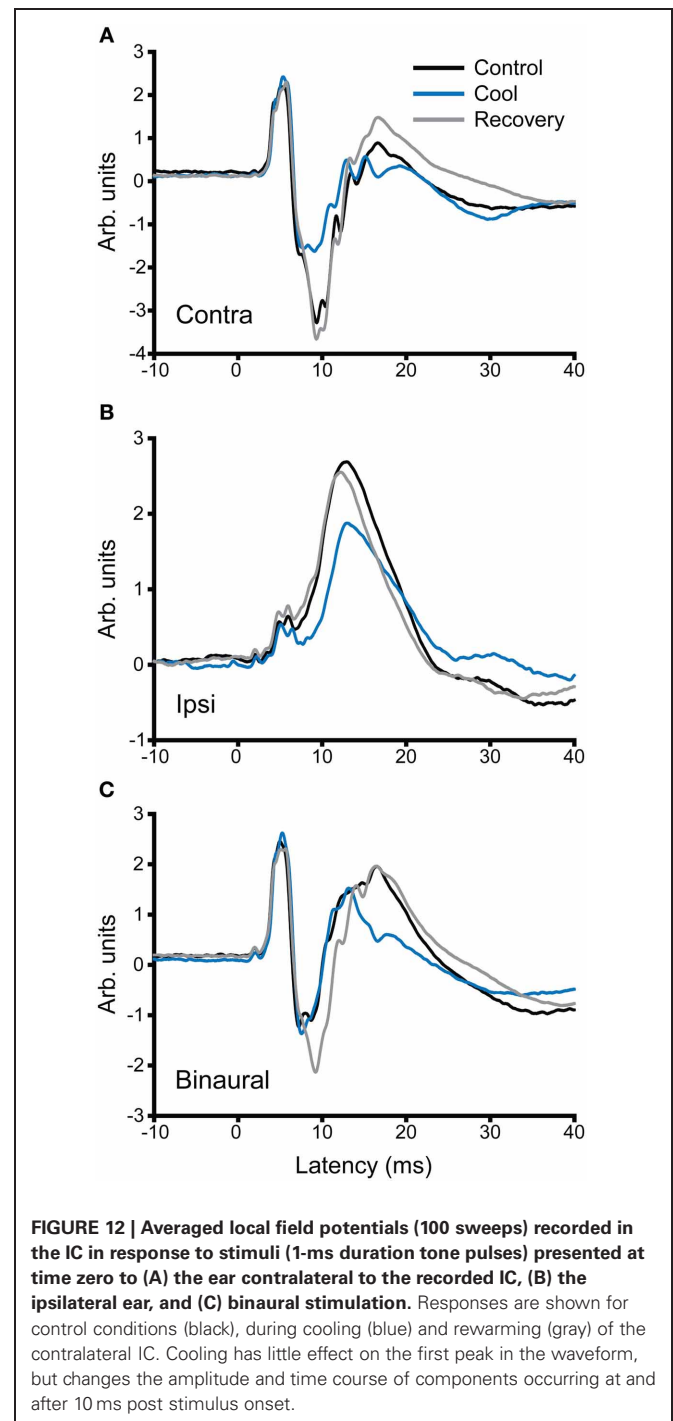 A
3
2
1
0
-1
-2
-3
-4
Arb. units
Control
Cool
Recovery
Contra
-10 0 10 20 30 40
B
3
2
1
0
-1
Arb. units
Ipsi
-10 0 10 20 30 40
C
3
2
1
0
-1
-2
-3
Arb. units
Binaural
-10 0 10 20 30 40
Latency (ms)
FIGURE 12 | Averaged local field potentials (100 sweeps) recorded in
the IC in response to stimuli (1-ms duration tone pulses) presented at
time zero to (A) the ear contralateral to the recorded IC, (B) the
ipsilateral ear, and (C) binaural stimulation. Responses are shown for
control conditions (black), during cooling (blue) and rewarming (gray) of the
contralateral IC. Cooling has little effect on the first peak in the waveform,
but changes the amplitude and time course of components occurring at and
after 10 ms post stimulus onset.